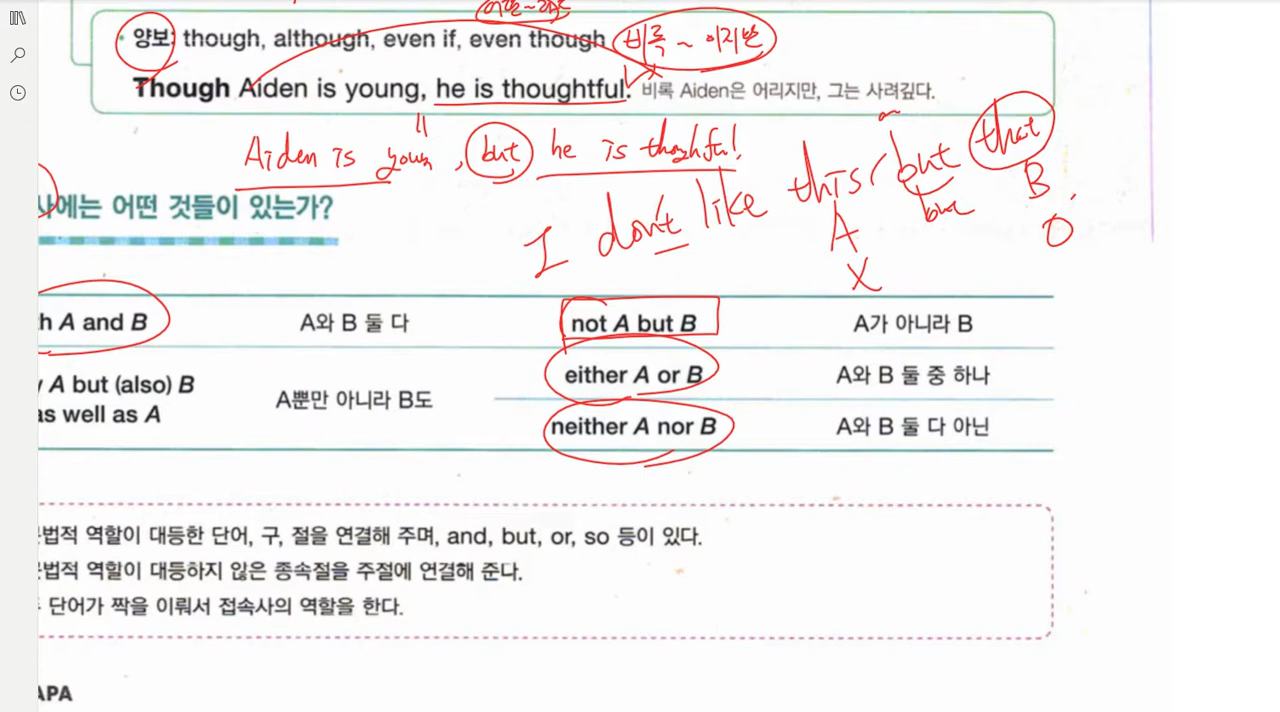 양보: though, although, even if, even though 비록 ~ 이지만
Though Aiden is young, he is thoughtful. 비록 Aiden은 어리지만, 그는 사려깊다.
Aiden is young, but he is thoghful.
I don't like this, but that
A
B
X
O
사에는 어떤 것들이 있는가?
h A and B
A와 B 둘 다
not A but B
A가 아니라 B
A but (also) B
as well as A
A뿐만 아니라 B도
either A or B
A와 B 둘 중 하나
neither A nor B
A와 B 둘 다 아닌
법적 역할이 대등한 단어, 구, 절을 연결해 주며, and, but, or, so 등이 있다.
법적 역할이 대등하지 않은 종속절을 주절에 연결해 준다.
단어가 짝을 이뤄서 접속사의 역할을 한다.
APA